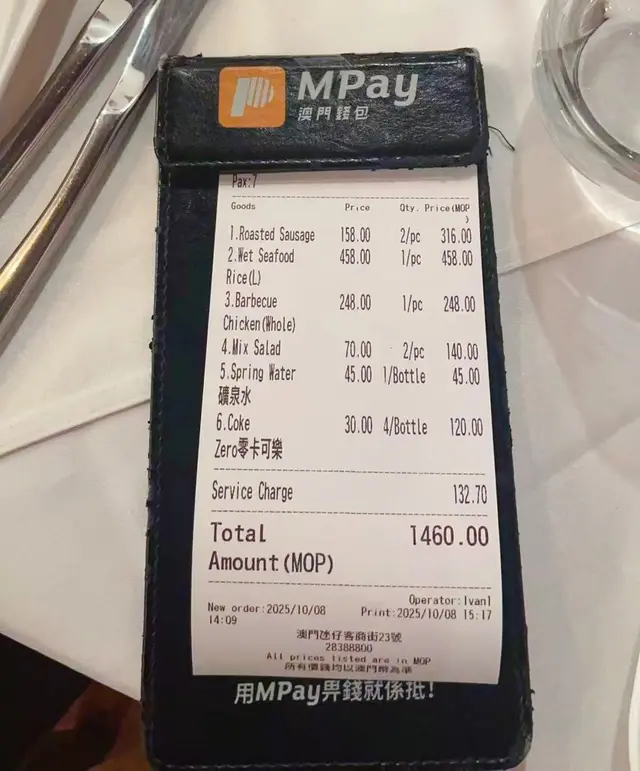 MPay
澳門錢包
Pax:7
Goods Price Qty. Price(MOP
)
1.Roasted Sausage 158.00 2/pc 316.00
2.Wet Seafood 458.00 1/pc 458.00
Rice(L)
3.Barbecue 248.00 1/pc 248.00
Chicken(Whole)
4.Mix Salad 70.00 2/pc 140.00
5.Spring Water 45.00 1/Bottle 45.00
礦泉水
6.Coke 30.00 4/Bottle 120.00
Zero零卡可樂
Service Charge 132.70
Total 1460.00
Amount(MOP)
Operator:Ivan1
New order:2025/10/08 Print:2025/10/08 15:17
14:09
澳門氹仔客商街23號
28388800
All prices listed are in MOP
所有價錢均以澳門幣為準
用MPay畀錢就係抵!